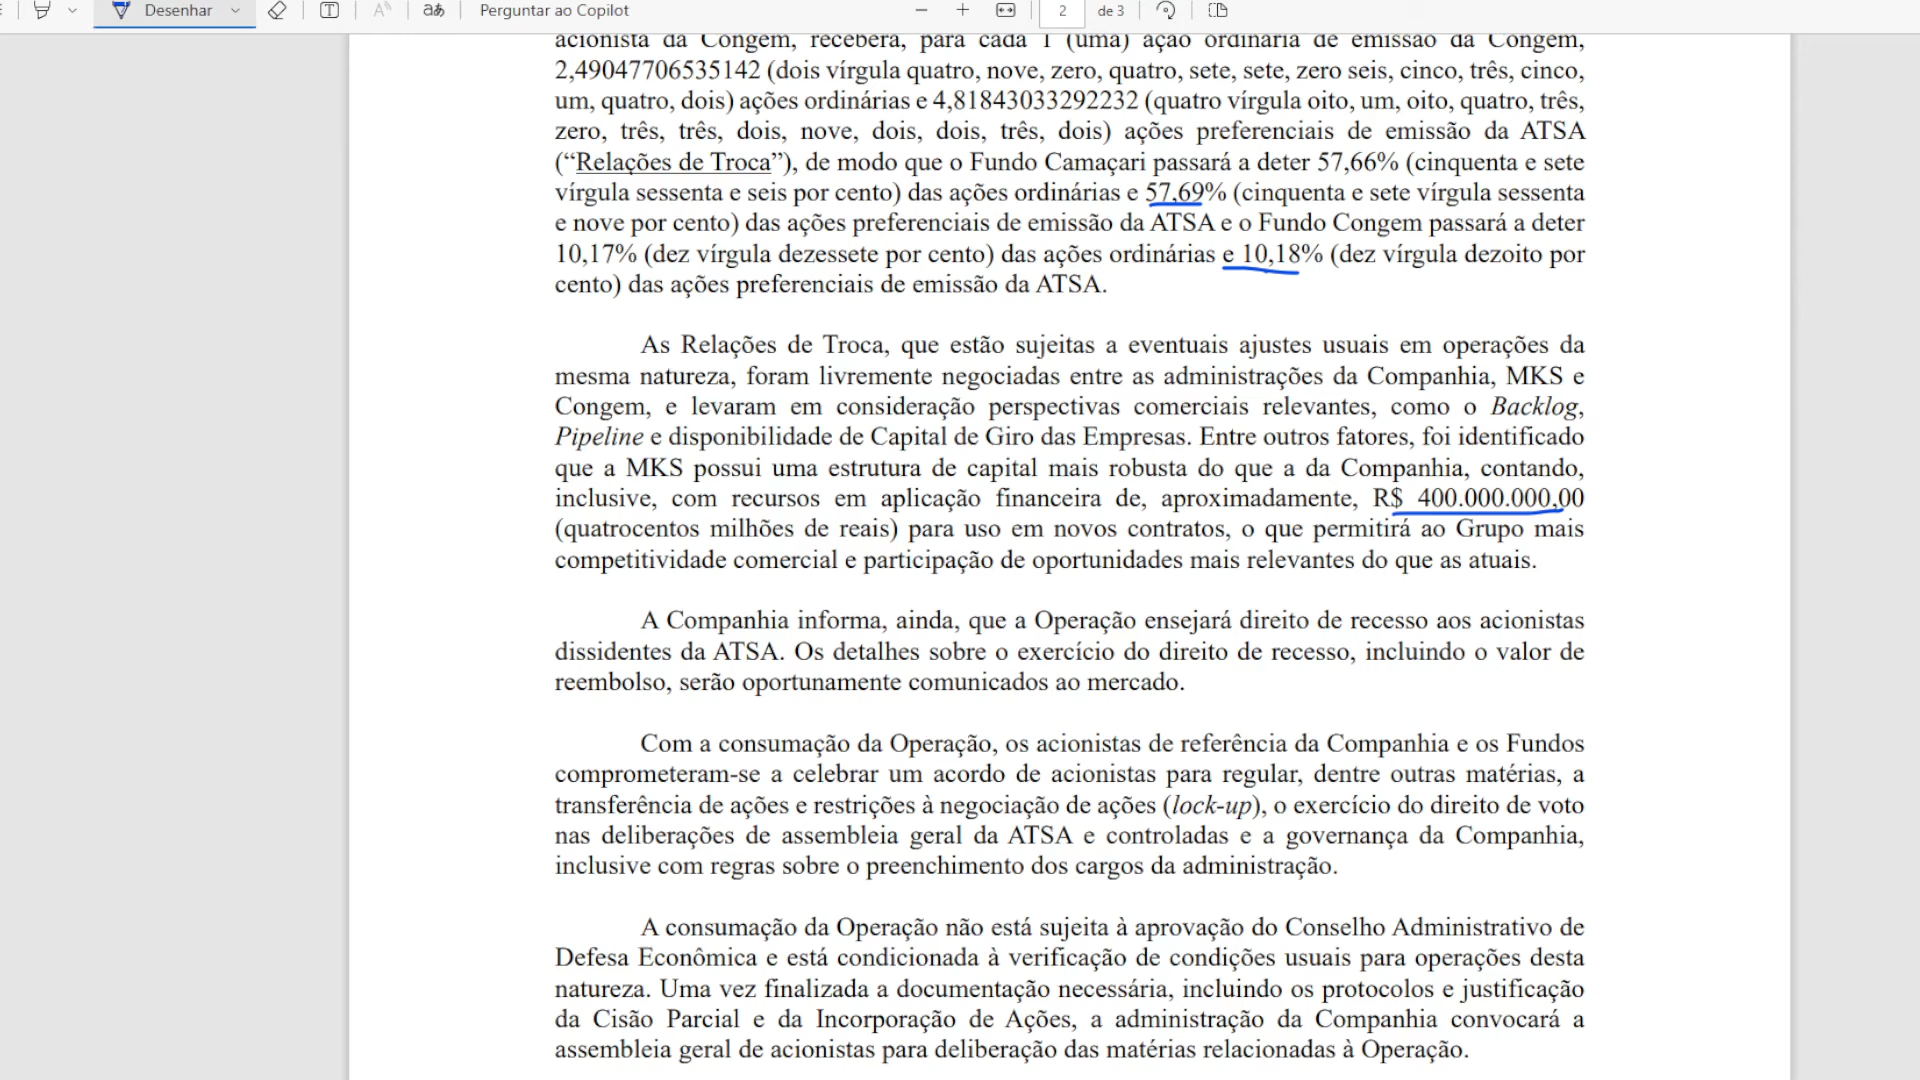 Desenhar
Perguntar ao Copilot
2 de 3
acionista da Congem, receberá, para cada 1 (uma) ação ordinária de emissão da Congem,
2,49047706535142 (dois vírgula quatro, nove, zero, quatro, sete, sete, zero seis, cinco, três, cinco,
um, quatro, dois) ações ordinárias e 4,81843033292232 (quatro vírgula oito, um, oito, quatro, três,
zero, três, três, dois, nove, dois, dois, três, dois) ações preferenciais de emissão da ATSA
(“Relações de Troca”), de modo que o Fundo Camaçari passará a deter 57,66% (cinquenta e sete
vírgula sessenta e seis por cento) das ações ordinárias e 57,69% (cinquenta e sete vírgula sessenta
e nove por cento) das ações preferenciais de emissão da ATSA e o Fundo Congem passará a deter
10,17% (dez vírgula dezessete por cento) das ações ordinárias e 10,18% (dez vírgula dezoito por
cento) das ações preferenciais de emissão da ATSA.
As Relações de Troca, que estão sujeitas a eventuais ajustes usuais em operações da
mesma natureza, foram livremente negociadas entre as administrações da Companhia, MKS e
Congem, e levaram em consideração perspectivas comerciais relevantes, como o Backlog,
Pipeline e disponibilidade de Capital de Giro das Empresas. Entre outros fatores, foi identificado
que a MKS possui uma estrutura de capital mais robusta do que a da Companhia, contando,
inclusive, com recursos em aplicação financeira de, aproximadamente, R$ 400.000.000,00
(quatrocentos milhões de reais) para uso em novos contratos, o que permitirá ao Grupo mais
competitividade comercial e participação de oportunidades mais relevantes do que as atuais.
A Companhia informa, ainda, que a Operação ensejará direito de recesso aos acionistas
dissidentes da ATSA. Os detalhes sobre o exercício do direito de recesso, incluindo o valor de
reembolso, serão oportunamente comunicados ao mercado.
Com a consumação da Operação, os acionistas de referência da Companhia e os Fundos
comprometeram-se a celebrar um acordo de acionistas para regular, dentre outras matérias, a
transferência de ações e restrições à negociação de ações (lock-up), o exercício do direito de voto
nas deliberações de assembleia geral da ATSA e controladas e a governança da Companhia,
inclusive com regras sobre o preenchimento dos cargos da administração.
A consumação da Operação não está sujeita à aprovação do Conselho Administrativo de
Defesa Econômica e está condicionada à verificação de condições usuais para operações desta
natureza. Uma vez finalizada a documentação necessária, incluindo os protocolos e justificação
da Cisão Parcial e da Incorporação de Ações, a administração da Companhia convocará a
assembleia geral de acionistas para deliberação das matérias relacionadas à Operação.